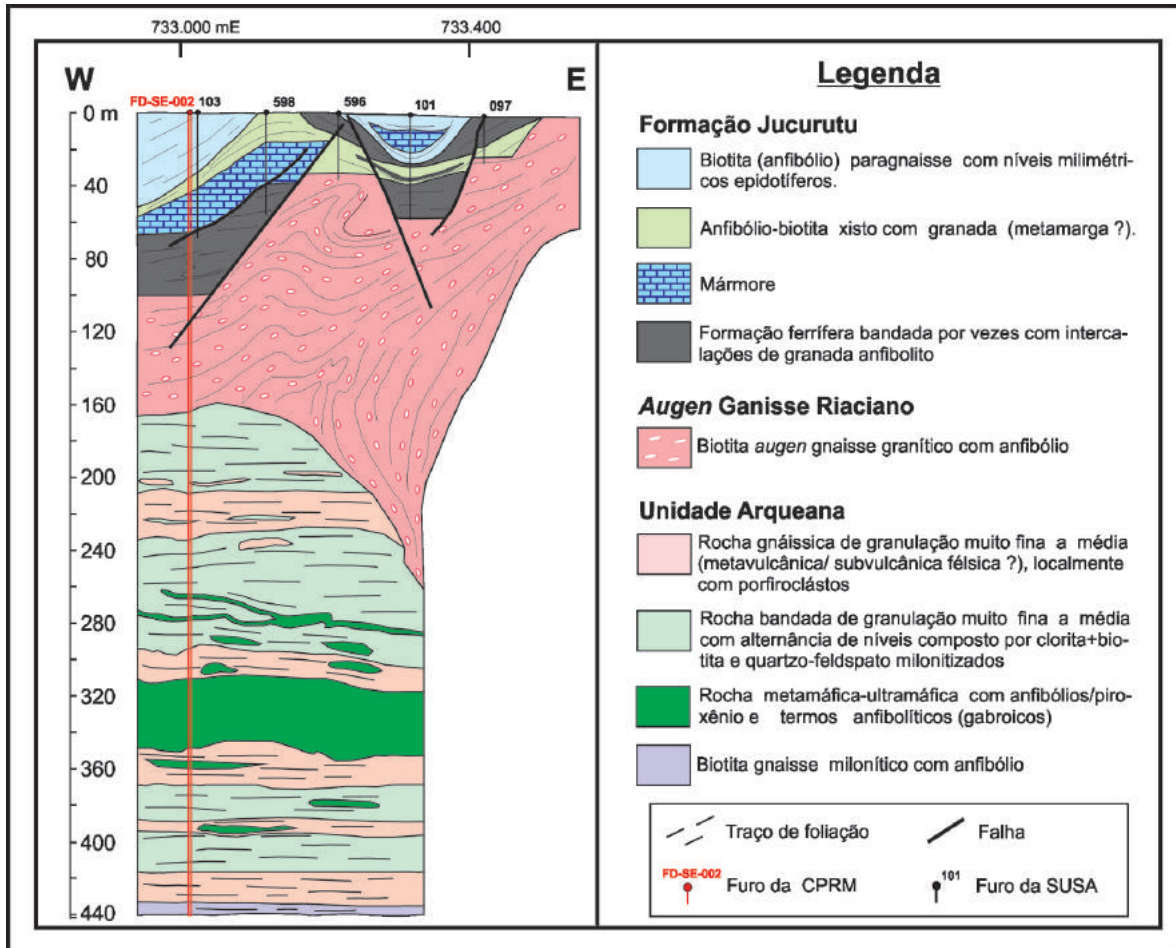 733.000 mE
733.400
W
E
FD-SE-002
103
598
596
101
097
0 m
40
80
120
160
200
240
280
320
360
400
440
Legenda
Formação Jucurutu
Biotita (anfibólio) paragnaisse com níveis milimétri-
cos epidotíferos.
Anfibólio-biotita xisto com granada (metamarga ?).
Mármore
Formação ferrífera bandada por vezes com interca-
lações de granada anfibolito
Augen Ganisse Riaciano
Biotita augen gnaisse granítico com anfibólio
Unidade Arqueana
Rocha gnáissica de granulação muito fina a média
(metavulcânica/ subvulcânica félsica ?), localmente
com porfiroclástos
Rocha bandada de granulação muito fina a média
com alternância de níveis composto por clorita+bio-
tita e quartzo-feldspato milonitizados
Rocha metamáfica-ultramáfica com anfibólios/piro-
xênio e termos anfibolíticos (gabroicos)
Biotita gnaisse milonítico com anfibólio
Traço de foliação
Falha
FD-SE-002
Furo da CPRM
101
Furo da SUSA